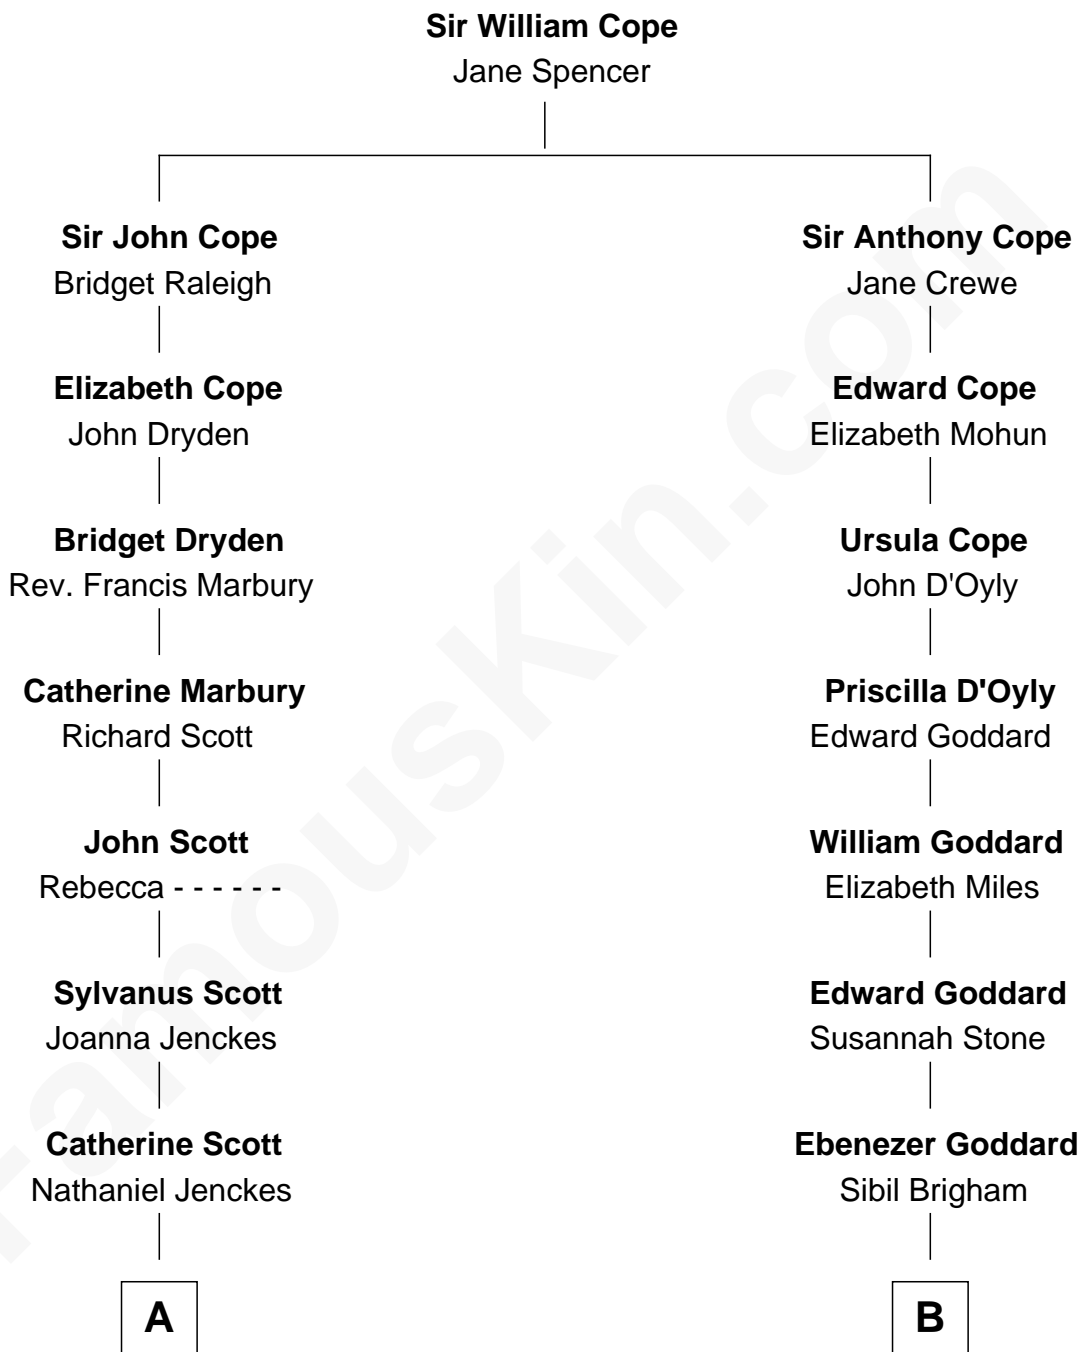 Sir William Cope
Jane Spencer
Sir John Cope
Bridget Raleigh
Elizabeth Cope
John Dryden
Bridget Dryden
Rev. Francis Marbury
Catherine Marbury
Richard Scott
John Scott
Rebecca - - - - - -
Sylvanus Scott
Joanna Jenckes
Catherine Scott
Nathaniel Jenckes
A
Sir Anthony Cope
Jane Crewe
Edward Cope
Elizabeth Mohun
Ursula Cope
John D'Oyly
Priscilla D'Oyly
Edward Goddard
William Goddard
Elizabeth Miles
Edward Goddard
Susannah Stone
Ebenezer Goddard
Sibil Brigham
B
FamousKin.com